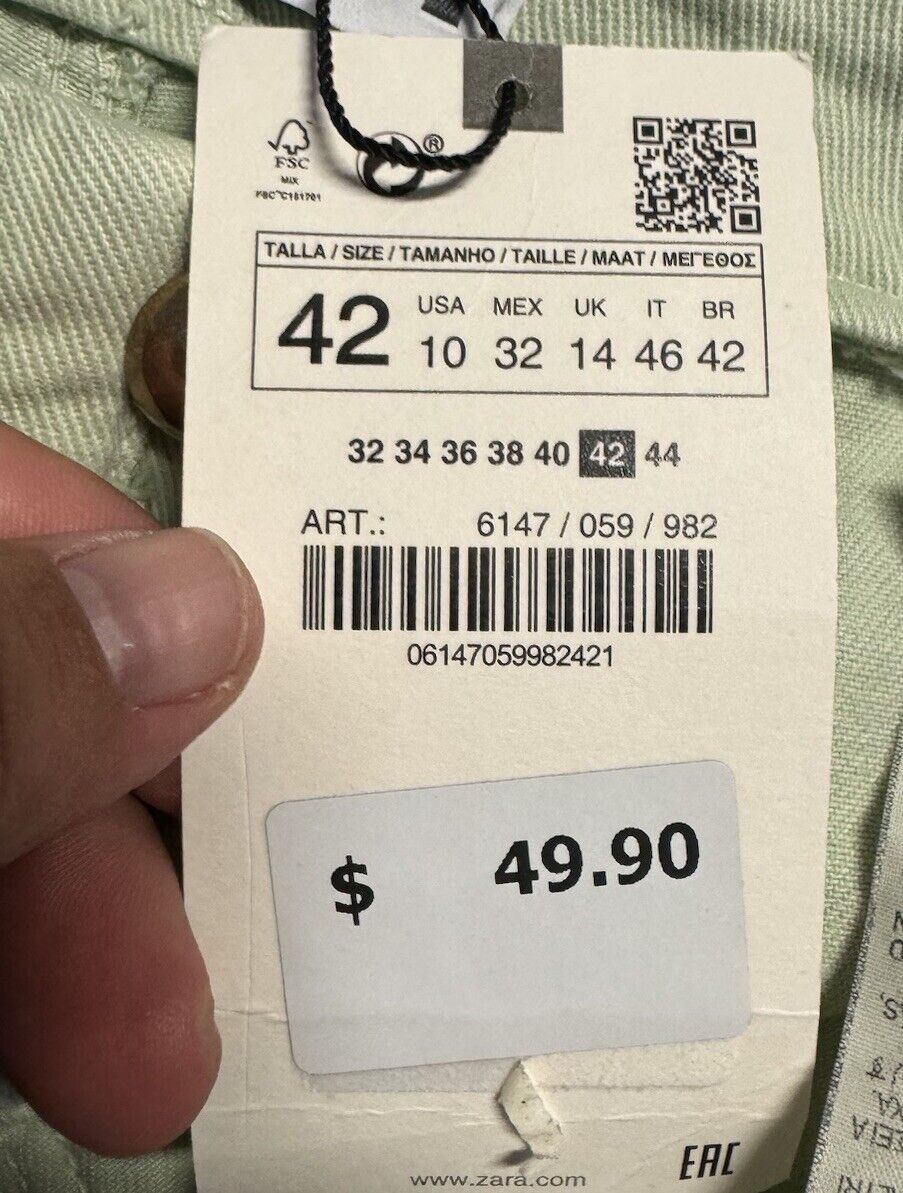 FSC
MIX
FSC™C181701
®
TALLA / SIZE / TAMANHO / TAILLE / MAAT / ΜΕΓΕΘΟΣ
42
USA MEX UK IT BR
10 32 14 46 42
32 34 36 38 40 42 44
ART.: 6147 / 059 / 982
06147059982421
$ 49.90
www.zara.com
EAC